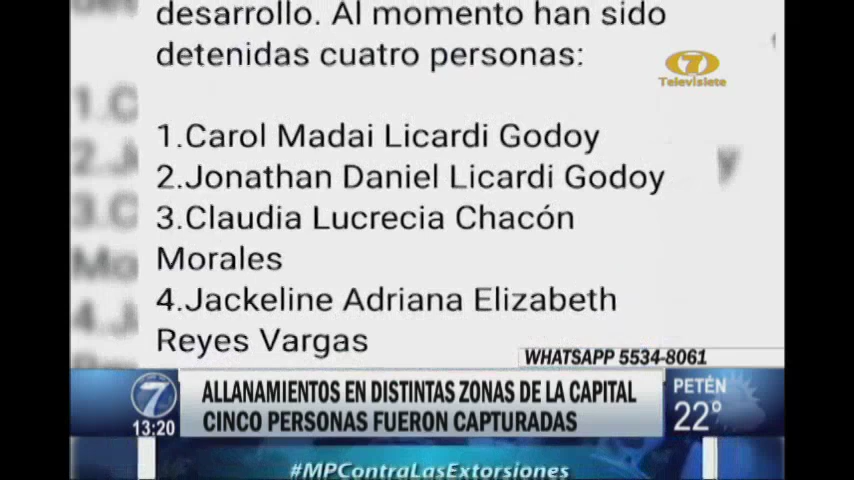 desarrollo. Al momento han sido
detenidas cuatro personas:
7
Televisiete
1.Carol Madai Licardi Godoy
2.Jonathan Daniel Licardi Godoy
3.Claudia Lucrecia Chacón
Morales
4.Jackeline Adriana Elizabeth
Reyes Vargas
WHATSAPP 5534-8061
7
13:20
ALLANAMIENTOS EN DISTINTAS ZONAS DE LA CAPITAL
CINCO PERSONAS FUERON CAPTURADAS
PETÉN
22°
#MPContraLasExtorsiones